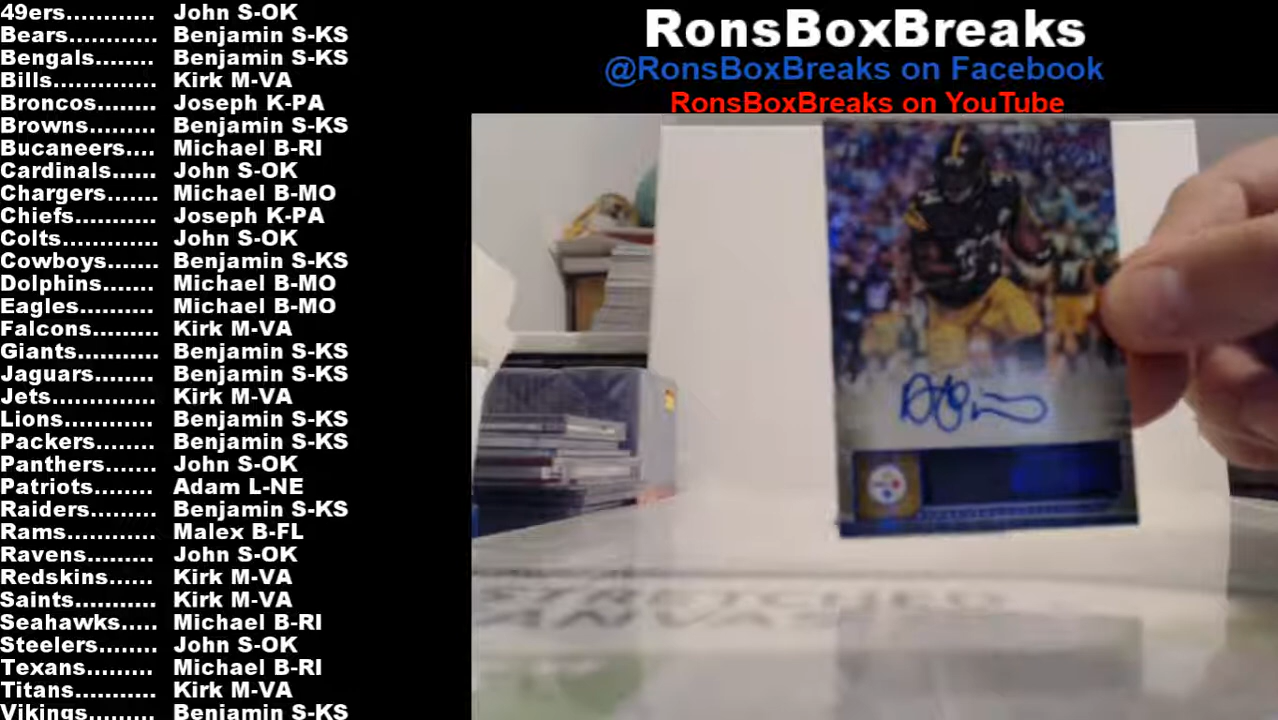 49ers............ John S-OK
Bears............ Benjamin S-KS
Bengals........ Benjamin S-KS
Bills............. Kirk M-VA
Broncos........ Joseph K-PA
Browns......... Benjamin S-KS
Bucaneers.... Michael B-RI
Cardinals...... John S-OK
Chargers....... Michael B-MO
Chiefs........... Joseph K-PA
Colts............. John S-OK
Cowboys....... Benjamin S-KS
Dolphins....... Michael B-MO
Eagles.......... Michael B-MO
Falcons......... Kirk M-VA
Giants........... Benjamin S-KS
Jaguars........ Benjamin S-KS
Jets.............. Kirk M-VA
Lions............ Benjamin S-KS
Packers........ Benjamin S-KS
Panthers....... John S-OK
Patriots........ Adam L-NE
Raiders......... Benjamin S-KS
Rams............ Malex B-FL
Ravens......... John S-OK
Redskins...... Kirk M-VA
Saints........... Kirk M-VA
Seahawks..... Michael B-RI
Steelers........ John S-OK
Texans......... Michael B-RI
Titans........... Kirk M-VA
Vikings......... Benjamin S-KS
RonsBoxBreaks
@RonsBoxBreaks on Facebook
RonsBoxBreaks on YouTube
STRETCHED
CANVAS